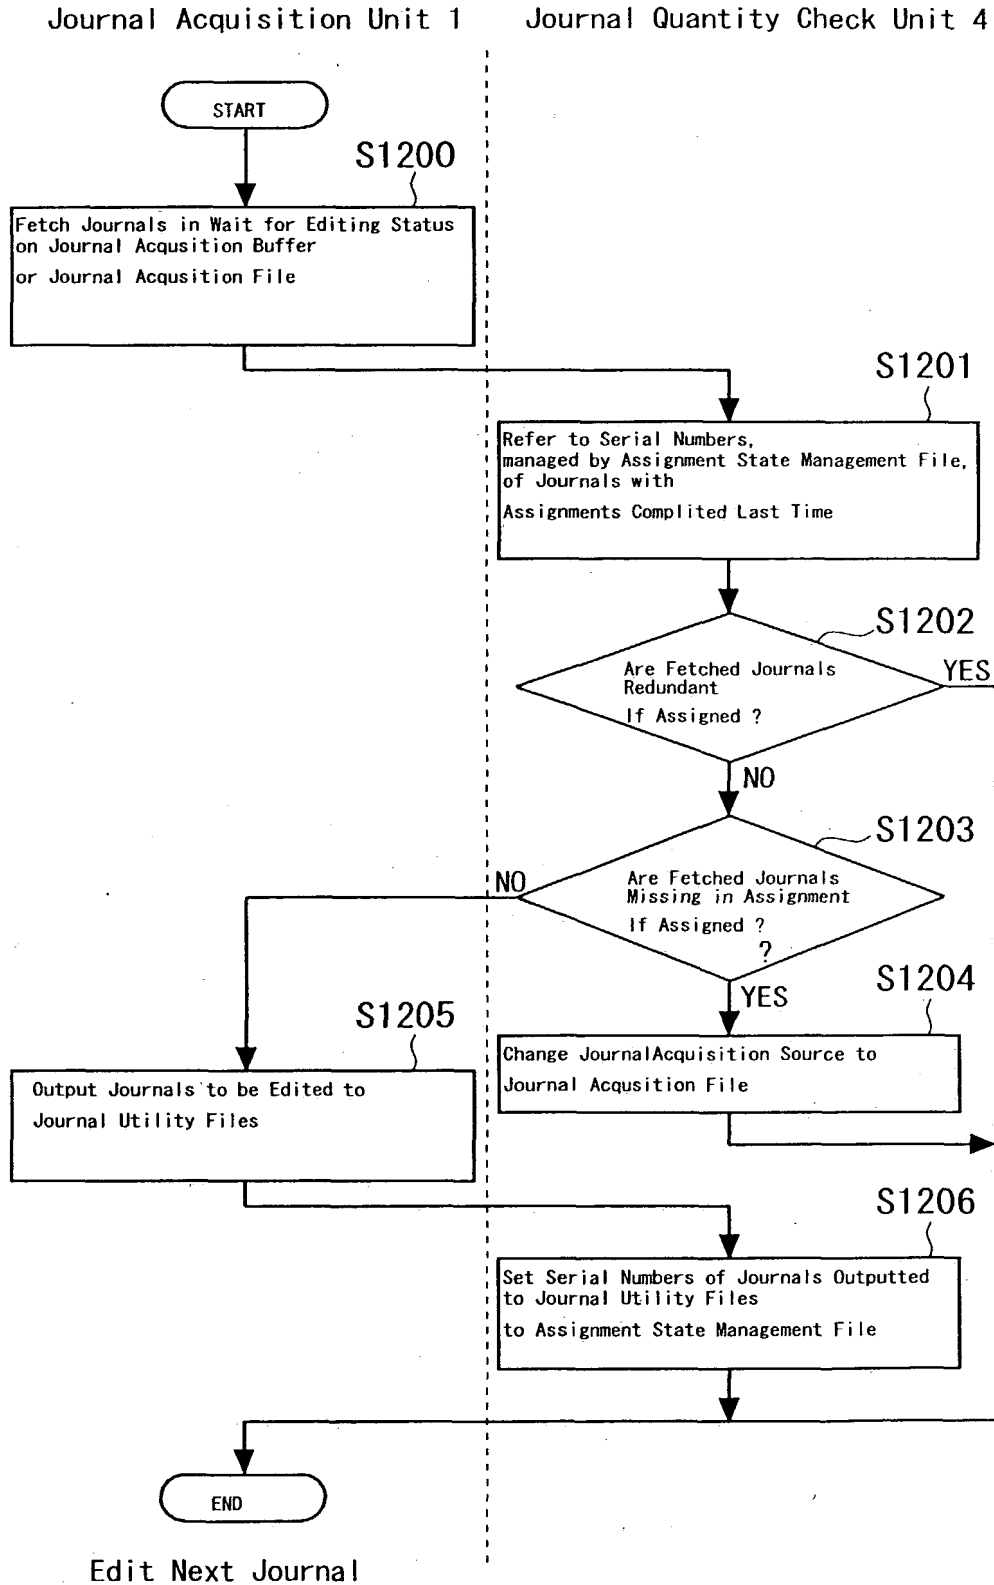 Journal Acquisition Unit 1
Journal Quantity Check Unit 4
START
S1200
Fetch Journals in Wait for Editing Status
on Journal Acqusition Buffer
or Journal Acqusition File
S1201
Refer to Serial Numbers,
managed by Assignment State Management File,
of Journals with
Assignments Complited Last Time
S1202
Are Fetched Journals
Redundant
If Assigned ?
YES
NO
S1203
Are Fetched Journals
Missing in Assignment
If Assigned ?
?
NO
YES
S1204
Change JournalAcquisition Source to
Journal Acqusition File
S1205
Output Journals to be Edited to
Journal Utility Files
S1206
Set Serial Numbers of Journals Outputted
to Journal Utility Files
to Assignment State Management File
END
Edit Next Journal